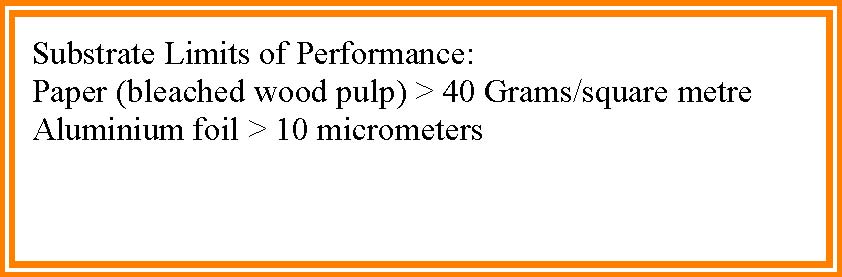 Substrate Limits of Performance:
Paper (bleached wood pulp) > 40 Grams/square metre
Aluminium foil > 10 micrometers